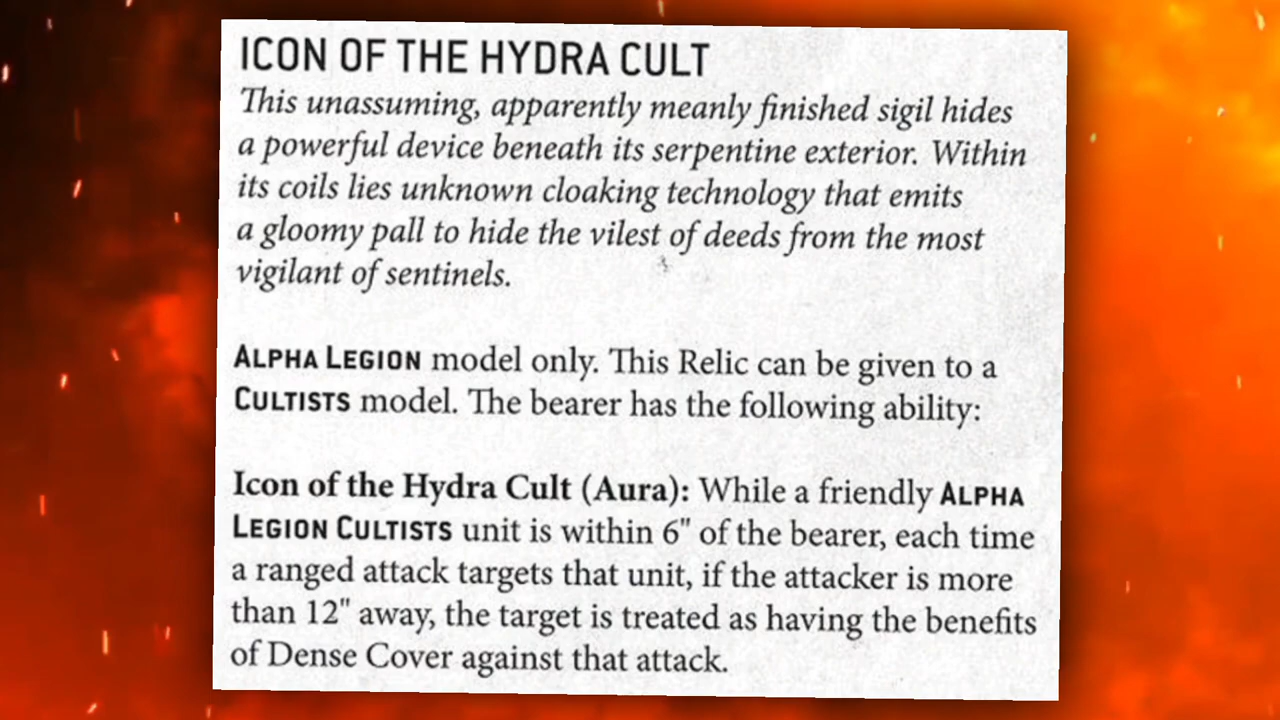 ICON OF THE HYDRA CULT
This unassuming, apparently meanly finished sigil hides
a powerful device beneath its serpentine exterior. Within
its coils lies unknown cloaking technology that emits
a gloomy pall to hide the vilest of deeds from the most
vigilant of sentinels.
ALPHA LEGION model only. This Relic can be given to a
CULTISTS model. The bearer has the following ability:
Icon of the Hydra Cult (Aura): While a friendly ALPHA
LEGION CULTISTS unit is within 6" of the bearer, each time
a ranged attack targets that unit, if the attacker is more
than 12" away, the target is treated as having the benefits
of Dense Cover against that attack.